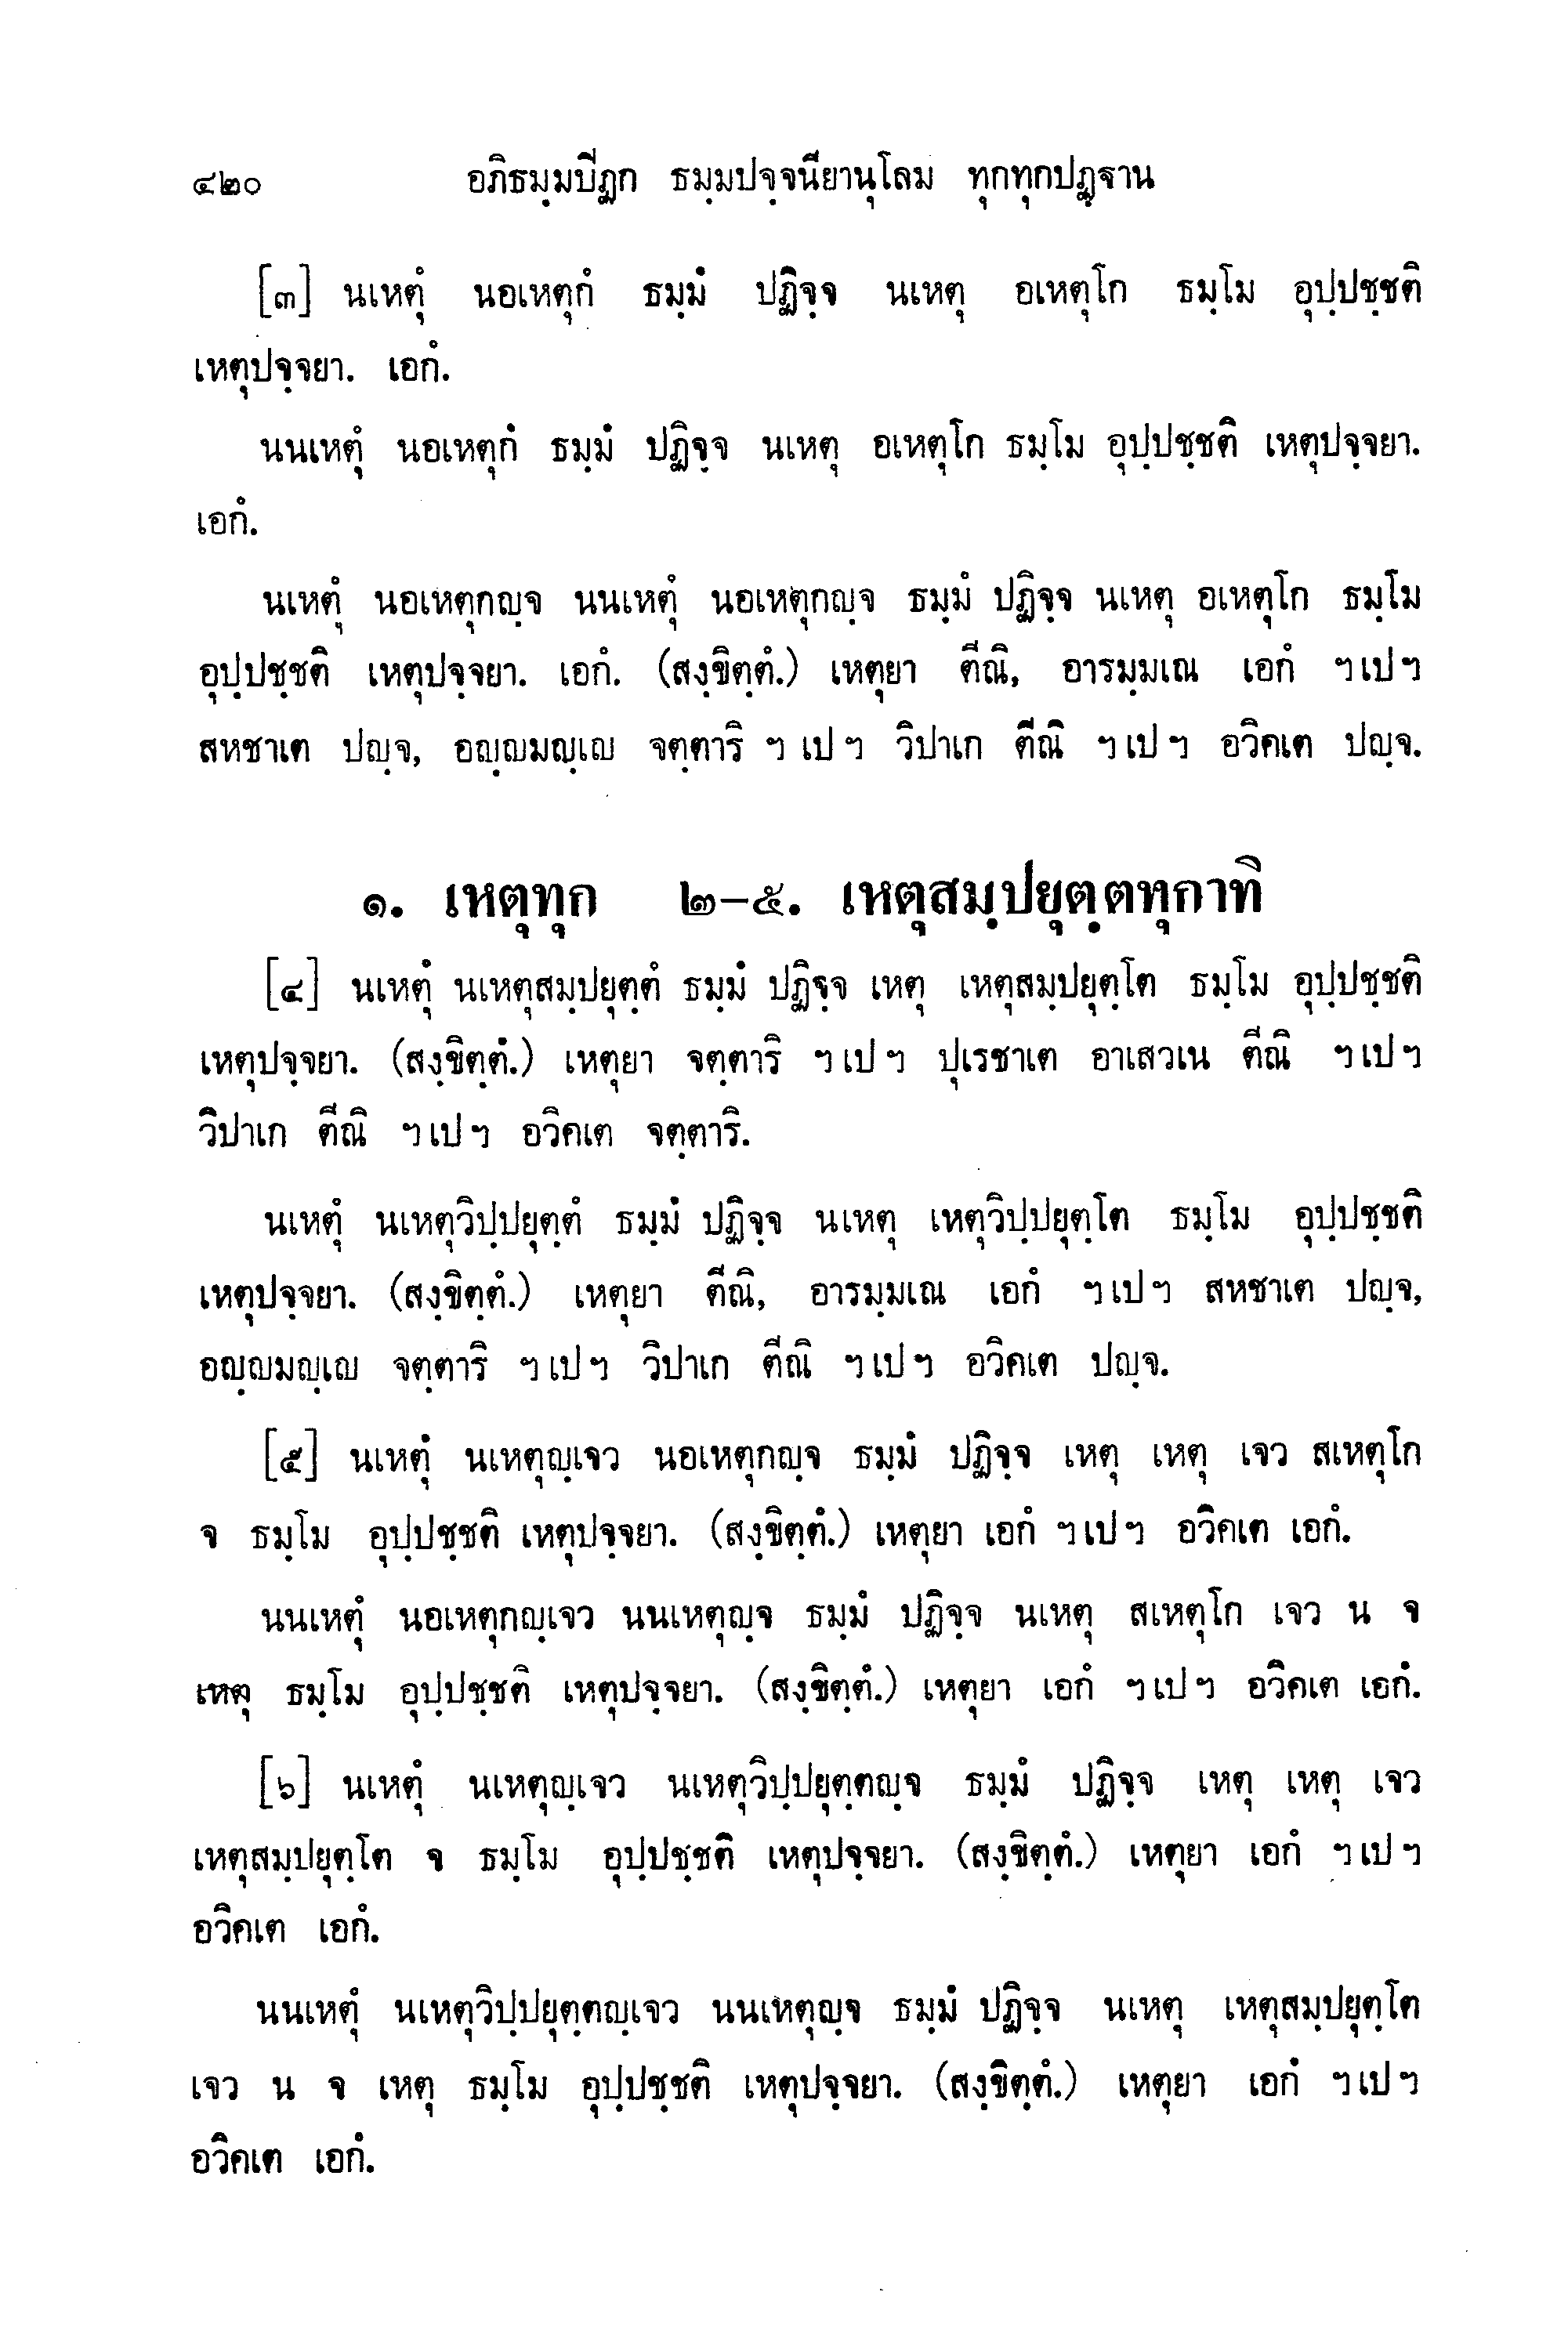 ๔๒๐ อภิธมฺมปีฏก ธมฺมปจฺจนียานุโลม ทุกทุกปฏฺฐาน
[๓] นเหตุํ นอเหตุกํ ธมฺมํ ปฏิจฺจ นเหตุ อเหตุโก ธมฺโม อุปฺปชฺชติ
เหตุปจฺจยา. เอกํ.
นนเหตุํ นอเหตุกํ ธมฺมํ ปฏิจฺจ นเหตุ อเหตุโก ธมฺโม อุปฺปชฺชติ เหตุปจฺจยา.
เอกํ.
นเหตุํ นอเหตุกญฺจ นนเหตุํ นอเหตุกญฺจ ธมฺมํ ปฏิจฺจ นเหตุ อเหตุโก ธมฺโม
อุปฺปชฺชติ เหตุปจฺจยา. เอกํ. (สงฺขิตฺตํ.) เหตุยา ตีณิ, อารมฺมเณ เอกํ ฯเปฯ
สหชาเต ปญฺจ, อญฺญมญฺเญ จตฺตาริ ฯ เป ฯ วิปาเก ตีณิ ฯ เป ฯ อวิคเต ปญฺจ.
๑. เหตุทุก ๒-๕. เหตุสมฺปยุตฺตทุกาทิ
[๔] นเหตุํ นเหตุสมฺปยุตฺตํ ธมฺมํ ปฏิจฺจ เหตุ เหตุสมฺปยุตฺโต ธมฺโม อุปฺปชฺชติ
เหตุปจฺจยา. (สงฺขิตฺตํ.) เหตุยา จตฺตาริ ฯ เป ฯ ปุเรชาเต อาเสวเน ตีณิ ฯ เป ฯ
วิปาเก ตีณิ ฯ เป ฯ อวิคเต จตฺตาริ.
นเหตุํ นเหตุวิปฺปยุตฺตํ ธมฺมํ ปฏิจฺจ นเหตุ เหตุวิปฺปยุตฺโต ธมฺโม อุปฺปชฺชติ
เหตุปจฺจยา. (สงฺขิตฺตํ.) เหตุยา ตีณิ, อารมฺมเณ เอกํ ฯ เป ฯ สหชาเต ปญฺจ,
อญฺญมญฺเญ จตฺตาริ ฯ เป ฯ วิปาเก ตีณิ ฯ เป ฯ อวิคเต ปญฺจ.
[๕] นเหตุํ นเหตุญฺเจว นอเหตุกญฺจ ธมฺมํ ปฏิจฺจ เหตุ เหตุ เจว สเหตุโก
จ ธมฺโม อุปฺปชฺชติ เหตุปจฺจยา. (สงฺขิตฺตํ.) เหตุยา เอกํ ฯ เป ฯ อวิคเต เอกํ.
นนเหตุํ นอเหตุกญฺเจว นนเหตุญฺจ ธมฺมํ ปฏิจฺจ นเหตุ สเหตุโก เจว น จ
เหตุ ธมฺโม อุปฺปชฺชติ เหตุปจฺจยา. (สงฺขิตฺตํ.) เหตุยา เอกํ ฯ เป ฯ อวิคเต เอกํ.
[๖] นเหตุํ นเหตุญฺเจว นเหตุวิปฺปยุตฺตญฺจ ธมฺมํ ปฏิจฺจ เหตุ เหตุ เจว
เหตุสมฺปยุตฺโต จ ธมฺโม อุปฺปชฺชติ เหตุปจฺจยา. (สงฺขิตฺตํ.) เหตุยา เอกํ ฯ เป ฯ
อวิคเต เอกํ.
นนเหตุํ นเหตุวิปฺปยุตฺตญฺเจว นนเหตุญฺจ ธมฺมํ ปฏิจฺจ นเหตุ เหตุสมฺปยุตฺโต
เจว น จ เหตุ ธมฺโม อุปฺปชฺชติ เหตุปจฺจยา. (สงฺขิตฺตํ.) เหตุยา เอกํ ฯ เป ฯ
อวิคเต เอกํ.